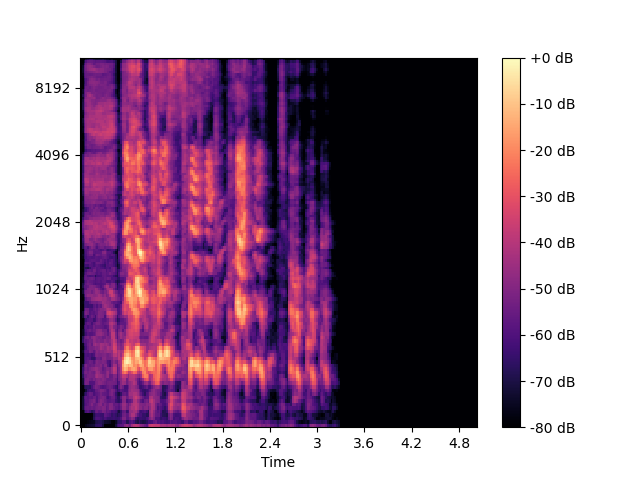 8192
4096
2048
1024
512
0
Hz
0 0.6 1.2 1.8 2.4 3 3.6 4.2 4.8
Time
+0 dB
-10 dB
-20 dB
-30 dB
-40 dB
-50 dB
-60 dB
-70 dB
-80 dB